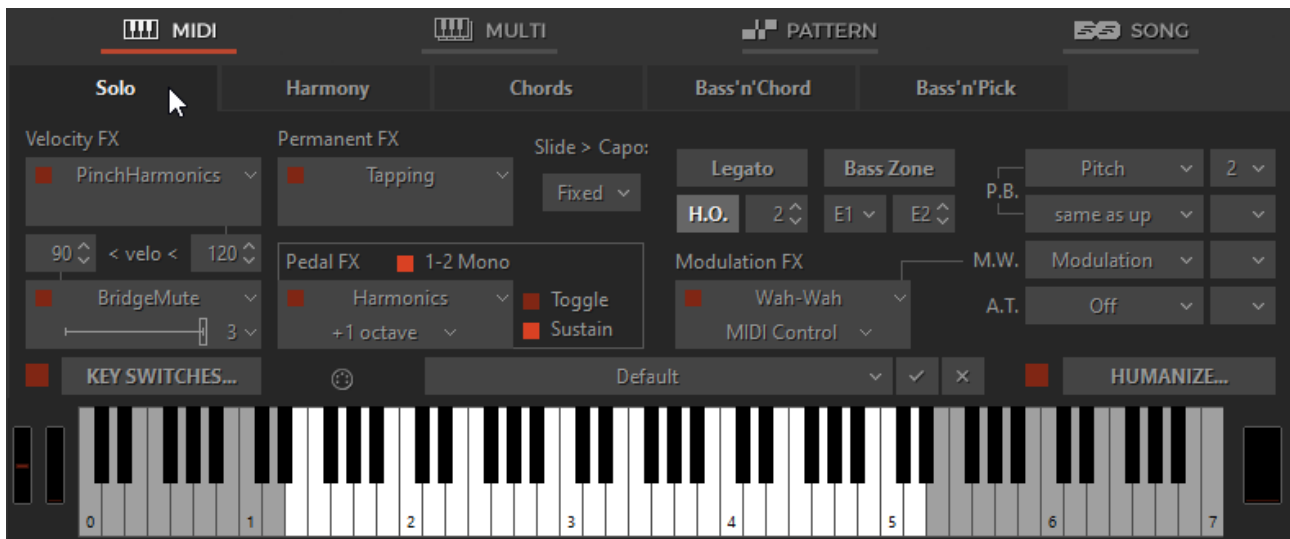 MIDI MULTI PATTERN SONG
Solo Harmony Chords Bass'n'Chord Bass'n'Pick
Velocity FX Permanent FX Slide > Capo:
PinchHarmonics Tapping Fixed Legato Bass Zone P.B. Pitch 2
H.O. 2 E1 E2 same as up
90 < velo < 120 Pedal FX 1-2 Mono Modulation FX M.W. Modulation
BridgeMute Harmonics Toggle Wah-Wah A.T. Off
3 +1 octave Sustain MIDI Control
KEY SWITCHES... Default HUMANIZE...
0 1 2 3 4 5 6 7